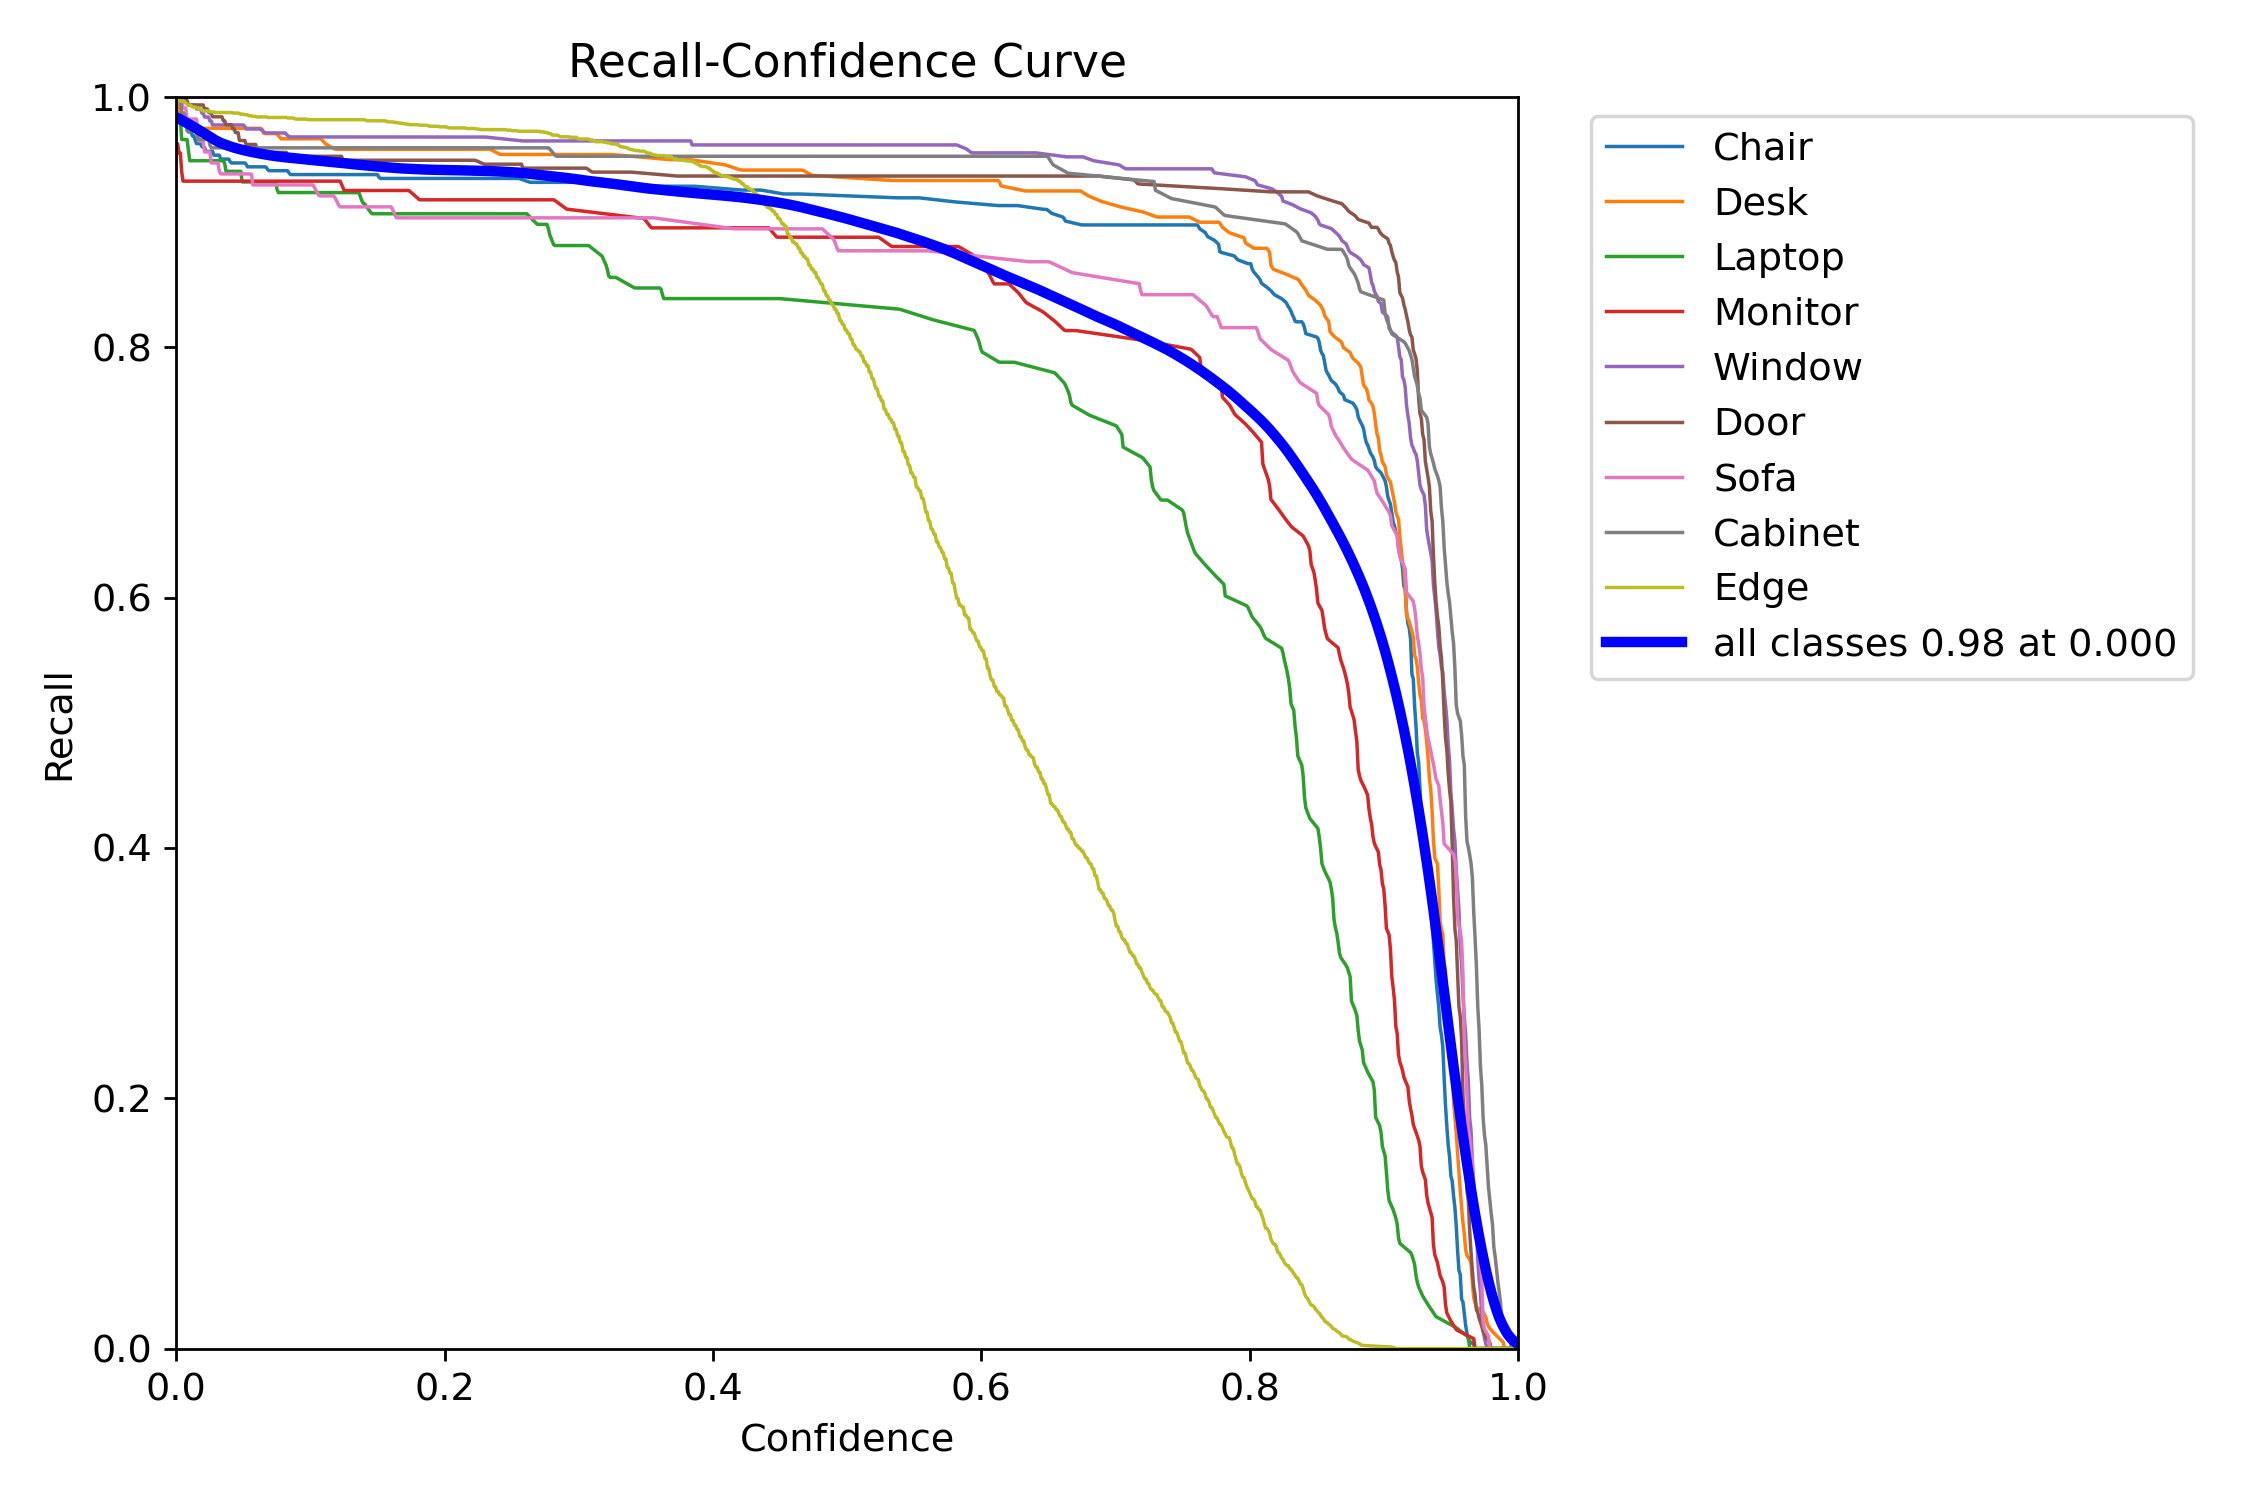 Recall-Confidence Curve
1.0
0.8
0.6
0.4
0.2
0.0
Recall
0.0 0.2 0.4 0.6 0.8 1.0
Confidence
Chair
Desk
Laptop
Monitor
Window
Door
Sofa
Cabinet
Edge
all classes 0.98 at 0.000